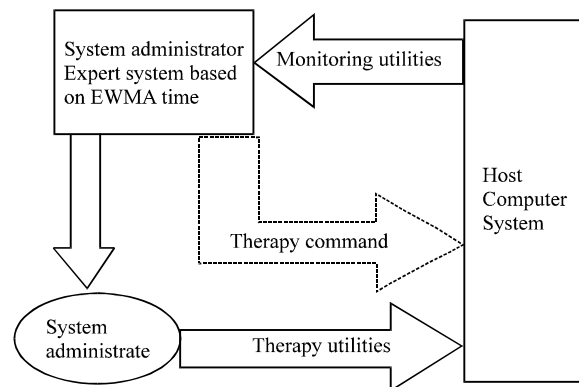 System administrator
Expert system based
on EWMA time
Monitoring utilities
Host
Computer
System
Therapy command
System
administrate
Therapy utilities